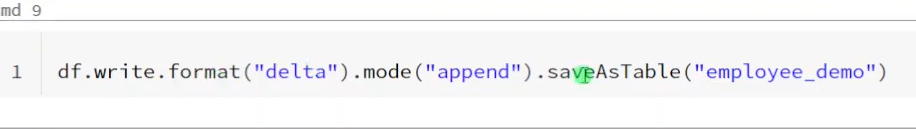 md 9
1 df.write.format("delta").mode("append").saveAsTable("employee_demo")